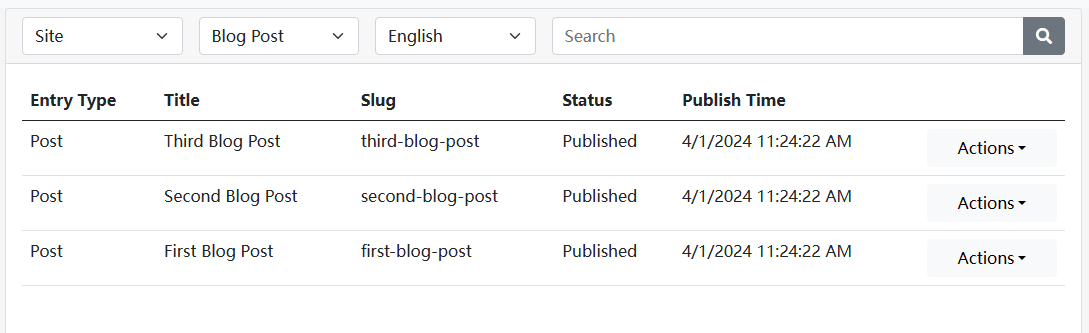 Site Blog Post English Search
Entry Type Title Slug Status Publish Time
Post Third Blog Post third-blog-post Published 4/1/2024 11:24:22 AM Actions
Post Second Blog Post second-blog-post Published 4/1/2024 11:24:22 AM Actions
Post First Blog Post first-blog-post Published 4/1/2024 11:24:22 AM Actions